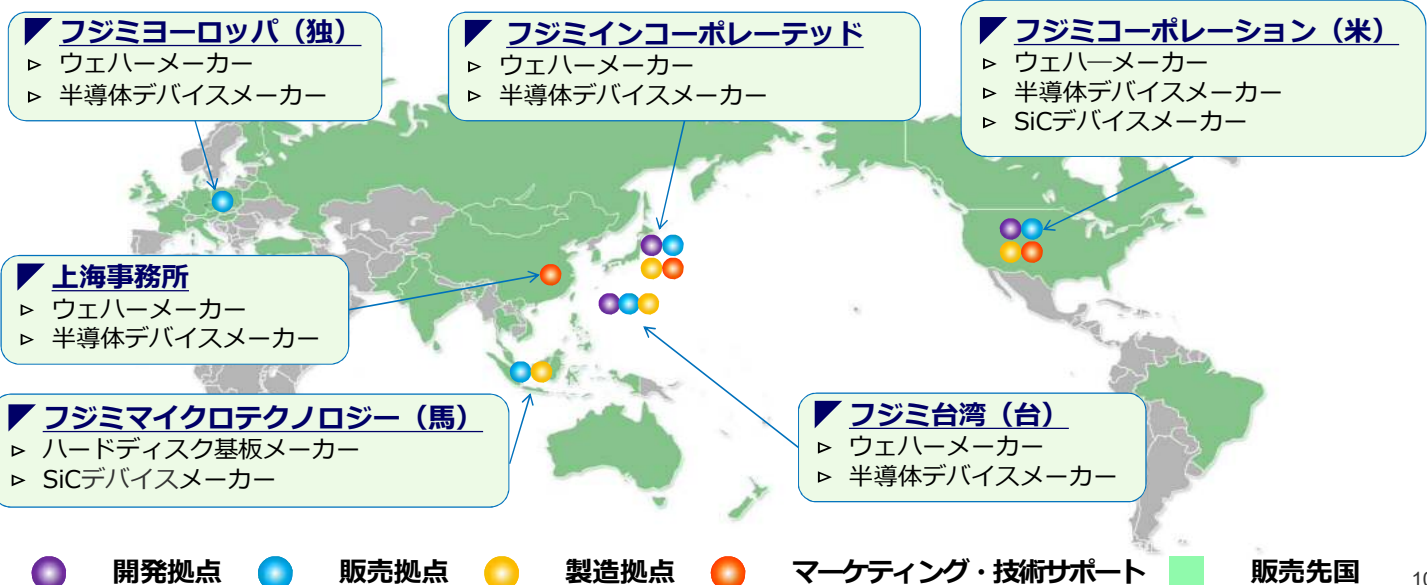 フジミヨーロッパ（独）
▹ ウェハーメーカー
▹ 半導体デバイスメーカー
フジミインコーポレーテッド
▹ ウェハーメーカー
▹ 半導体デバイスメーカー
フジミコーポレーション（米）
▹ ウェハ―メーカー
▹ 半導体デバイスメーカー
▹ SiCデバイスメーカー
上海事務所
▹ ウェハーメーカー
▹ 半導体デバイスメーカー
フジミマイクロテクノロジー（馬）
▹ ハードディスク基板メーカー
▹ SiCデバイスメーカー
フジミ台湾（台）
▹ ウェハーメーカー
▹ 半導体デバイスメーカー
開発拠点 販売拠点 製造拠点 マーケティング・技術サポート 販売先国